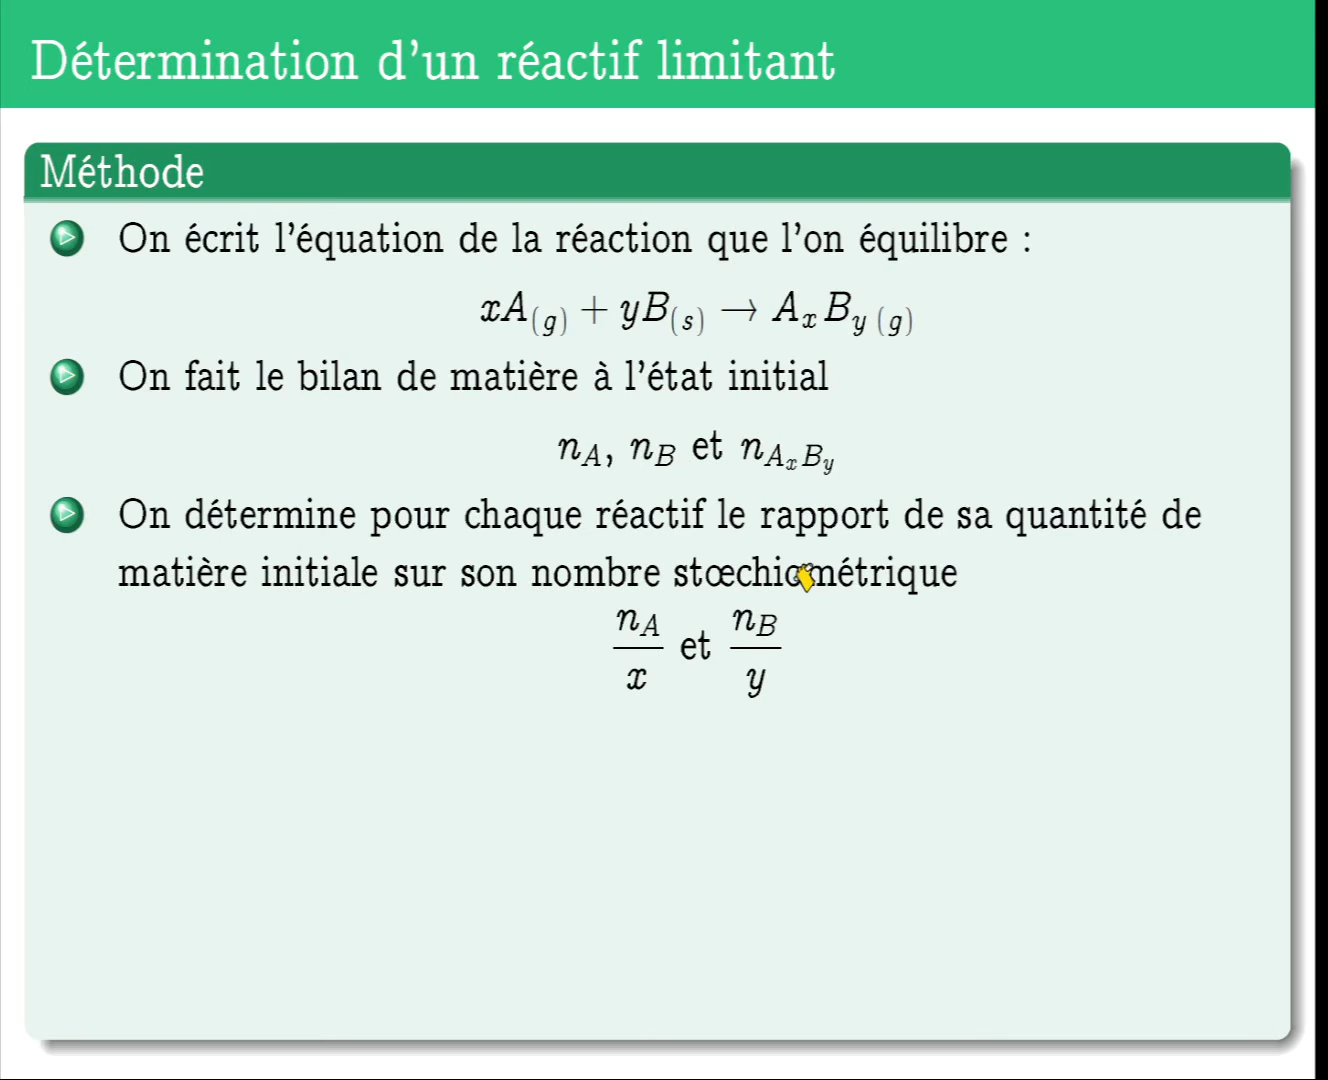 Détermination d'un réactif limitant
Méthode
On écrit l'équation de la réaction que l'on équilibre :
xA(g) + yB(s) → AxBy (g)
On fait le bilan de matière à l'état initial
nA, nB et nAxBy
On détermine pour chaque réactif le rapport de sa quantité de
matière initiale sur son nombre stœchiométrique
nA/x et nB/y